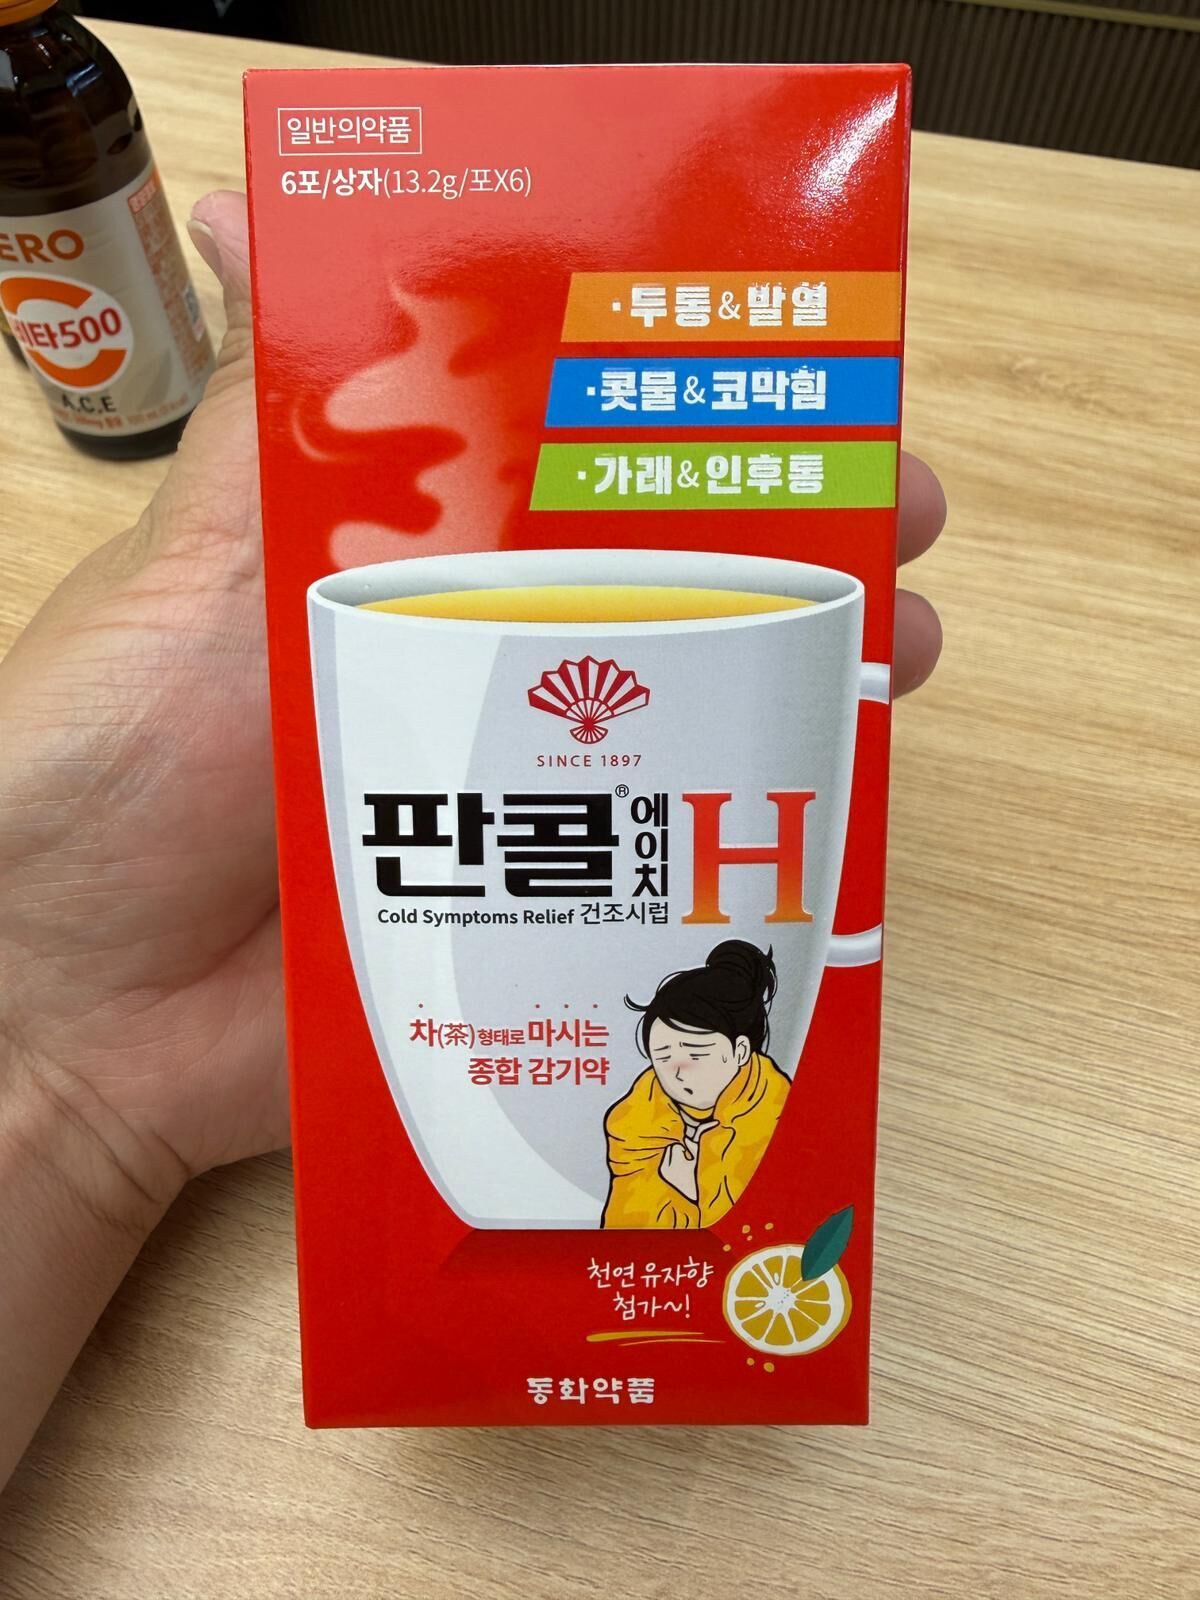 일반의약품
6포/상자(13.2g/포X6)
·두통&발열
·콧물&코막힘
·가래&인후통
SINCE 1897
판콜® 에이치 H
Cold Symptoms Relief 건조시럽
차(茶)형태로 마시는
종합 감기약
천연 유자향
첨가~!
동화약품
ERO
비타500
A.C.E